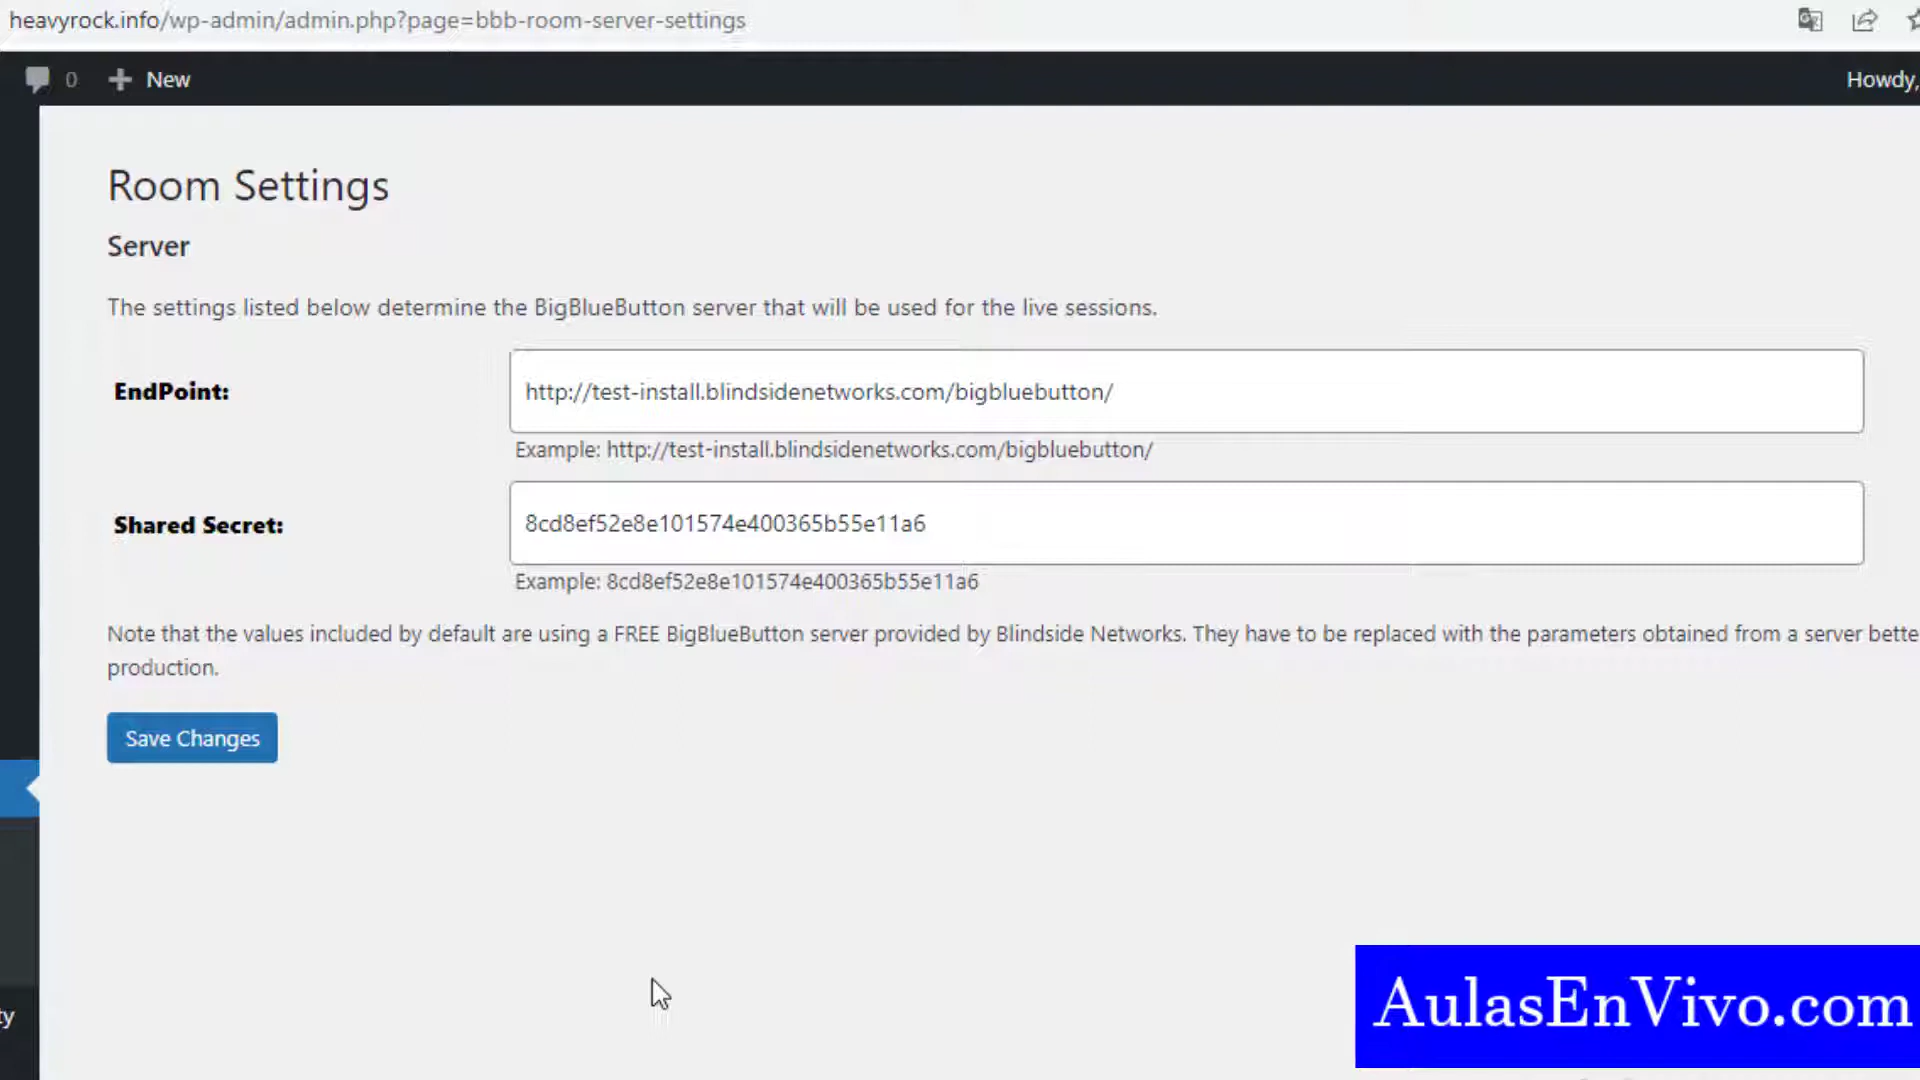 heavyrock.info/wp-admin/admin.php?page=bbb-room-server-settings
0 New Howdy,
Room Settings
Server
The settings listed below determine the BigBlueButton server that will be used for the live sessions.
EndPoint: http://test-install.blindsidenetworks.com/bigbluebutton/
Example: http://test-install.blindsidenetworks.com/bigbluebutton/
Shared Secret: 8cd8ef52e8e101574e400365b55e11a6
Example: 8cd8ef52e8e101574e400365b55e11a6
Note that the values included by default are using a FREE BigBlueButton server provided by Blindside Networks. They have to be replaced with the parameters obtained from a server bette
production.
Save Changes
ty
AulasEnVivo.com